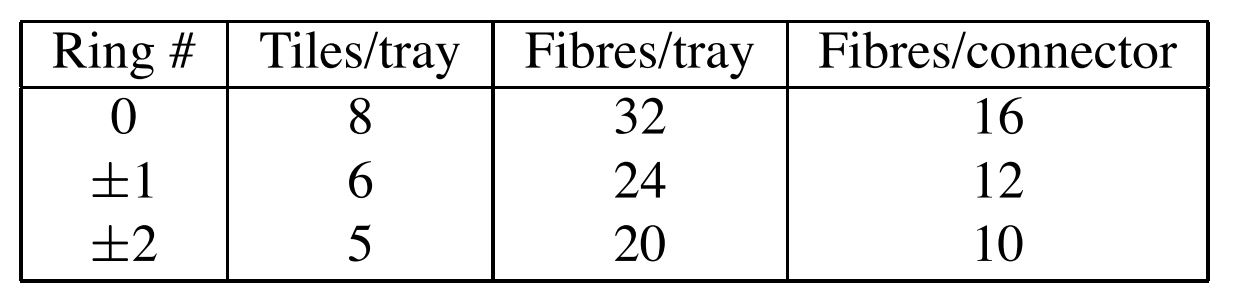 Ring # Tiles/tray Fibres/tray Fibres/connector
0 8 32 16
±1 6 24 12
±2 5 20 10